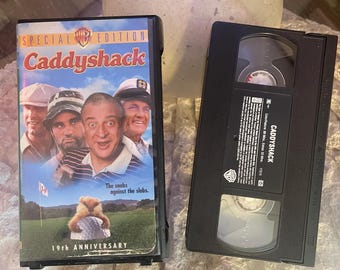 SPECIAL EDITION
Caddyshack
The snobs
against the slobs.
19th ANNIVERSARY
CADDYSHACK